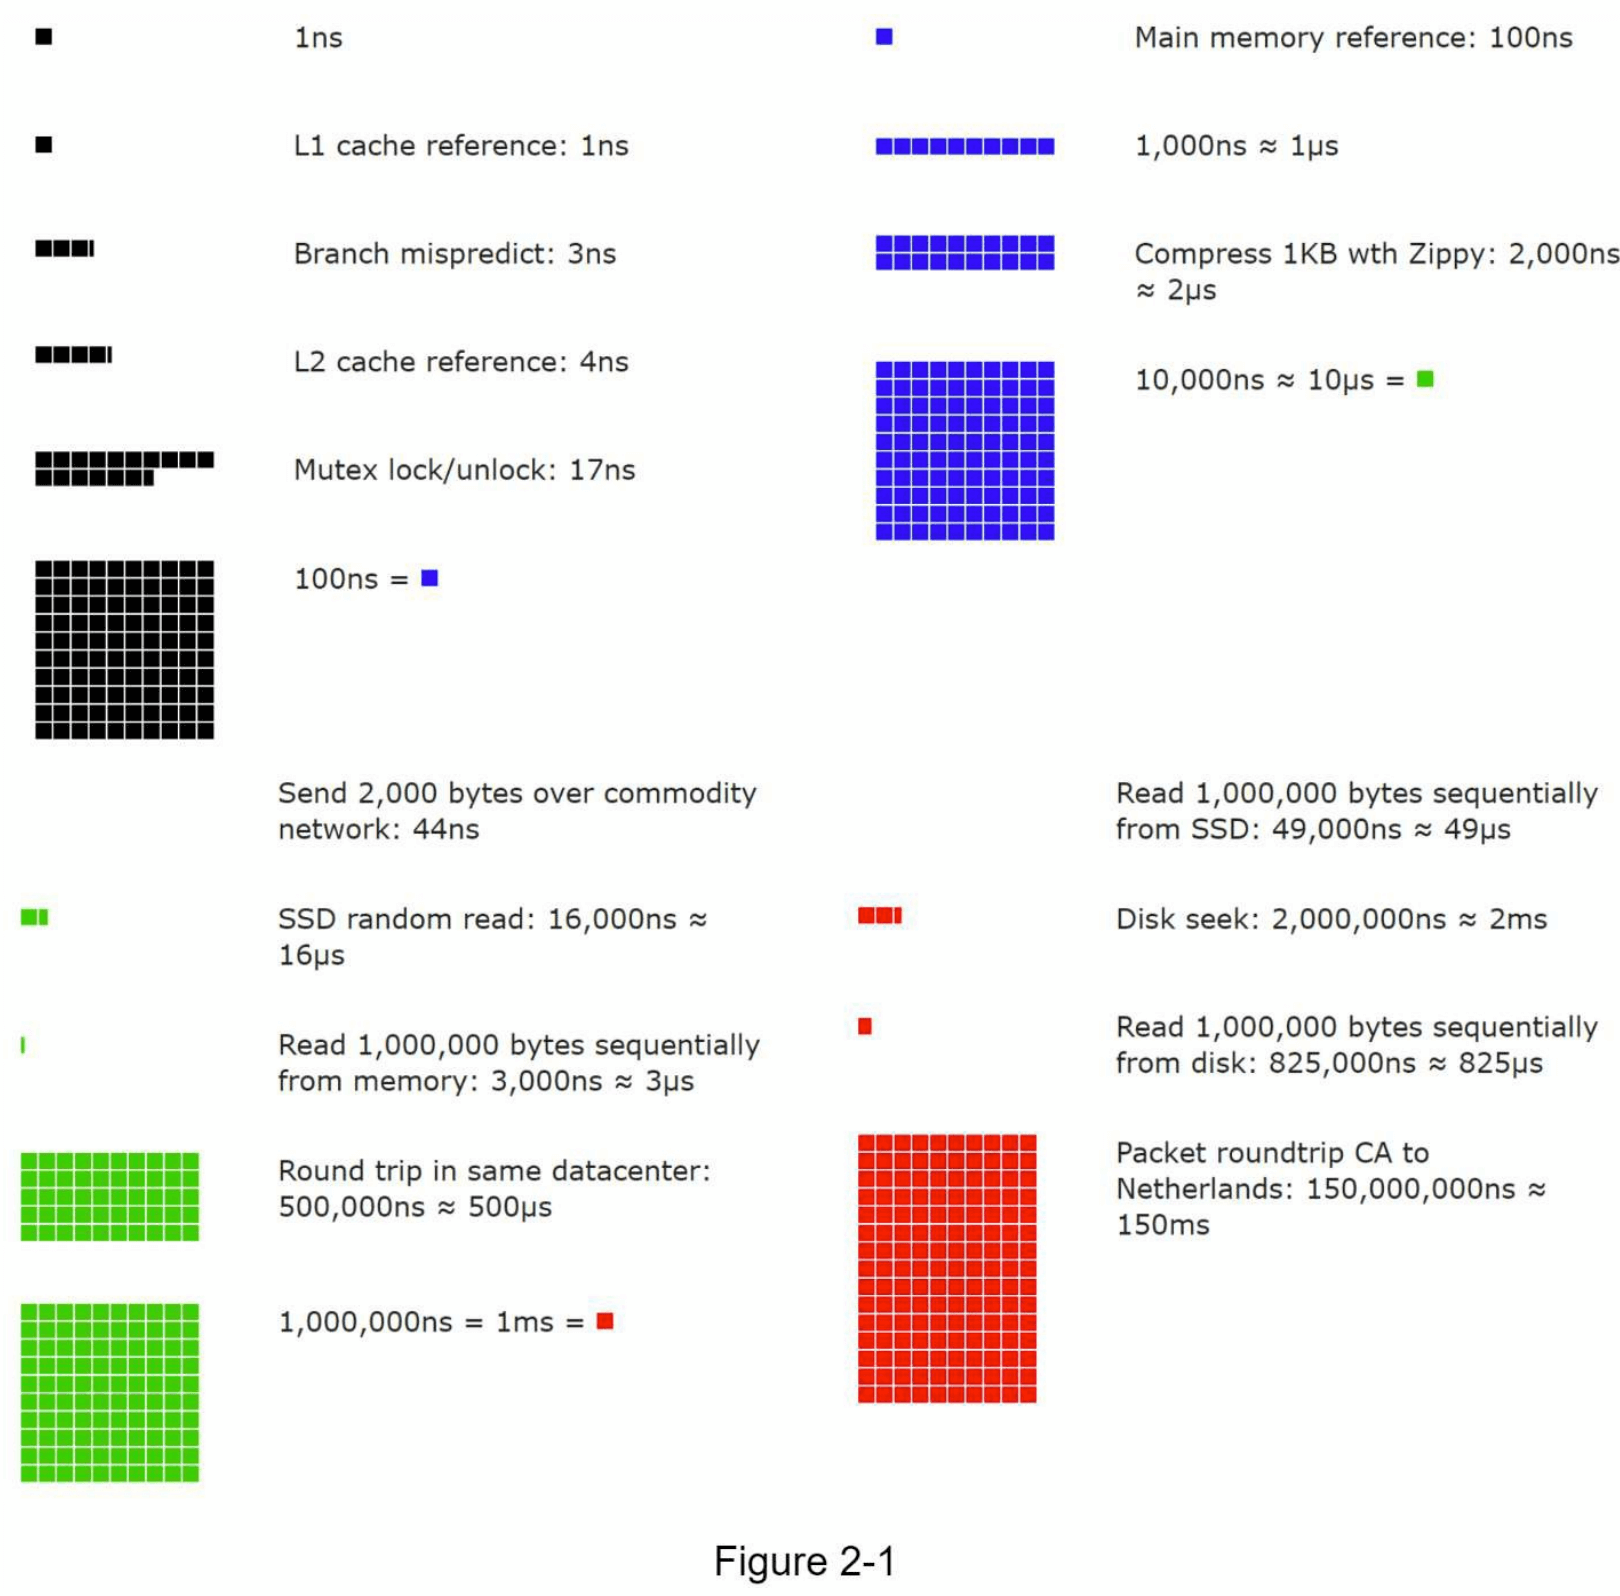 1ns
L1 cache reference: 1ns
Branch mispredict: 3ns
L2 cache reference: 4ns
Mutex lock/unlock: 17ns
100ns =
Main memory reference: 100ns
1,000ns ≈ 1μs
Compress 1KB wth Zippy: 2,000ns
≈ 2μs
10,000ns ≈ 10μs =
Send 2,000 bytes over commodity
network: 44ns
SSD random read: 16,000ns ≈
16μs
Read 1,000,000 bytes sequentially
from memory: 3,000ns ≈ 3μs
Round trip in same datacenter:
500,000ns ≈ 500μs
1,000,000ns = 1ms =
Read 1,000,000 bytes sequentially
from SSD: 49,000ns ≈ 49μs
Disk seek: 2,000,000ns ≈ 2ms
Read 1,000,000 bytes sequentially
from disk: 825,000ns ≈ 825μs
Packet roundtrip CA to
Netherlands: 150,000,000ns ≈
150ms
Figure 2-1